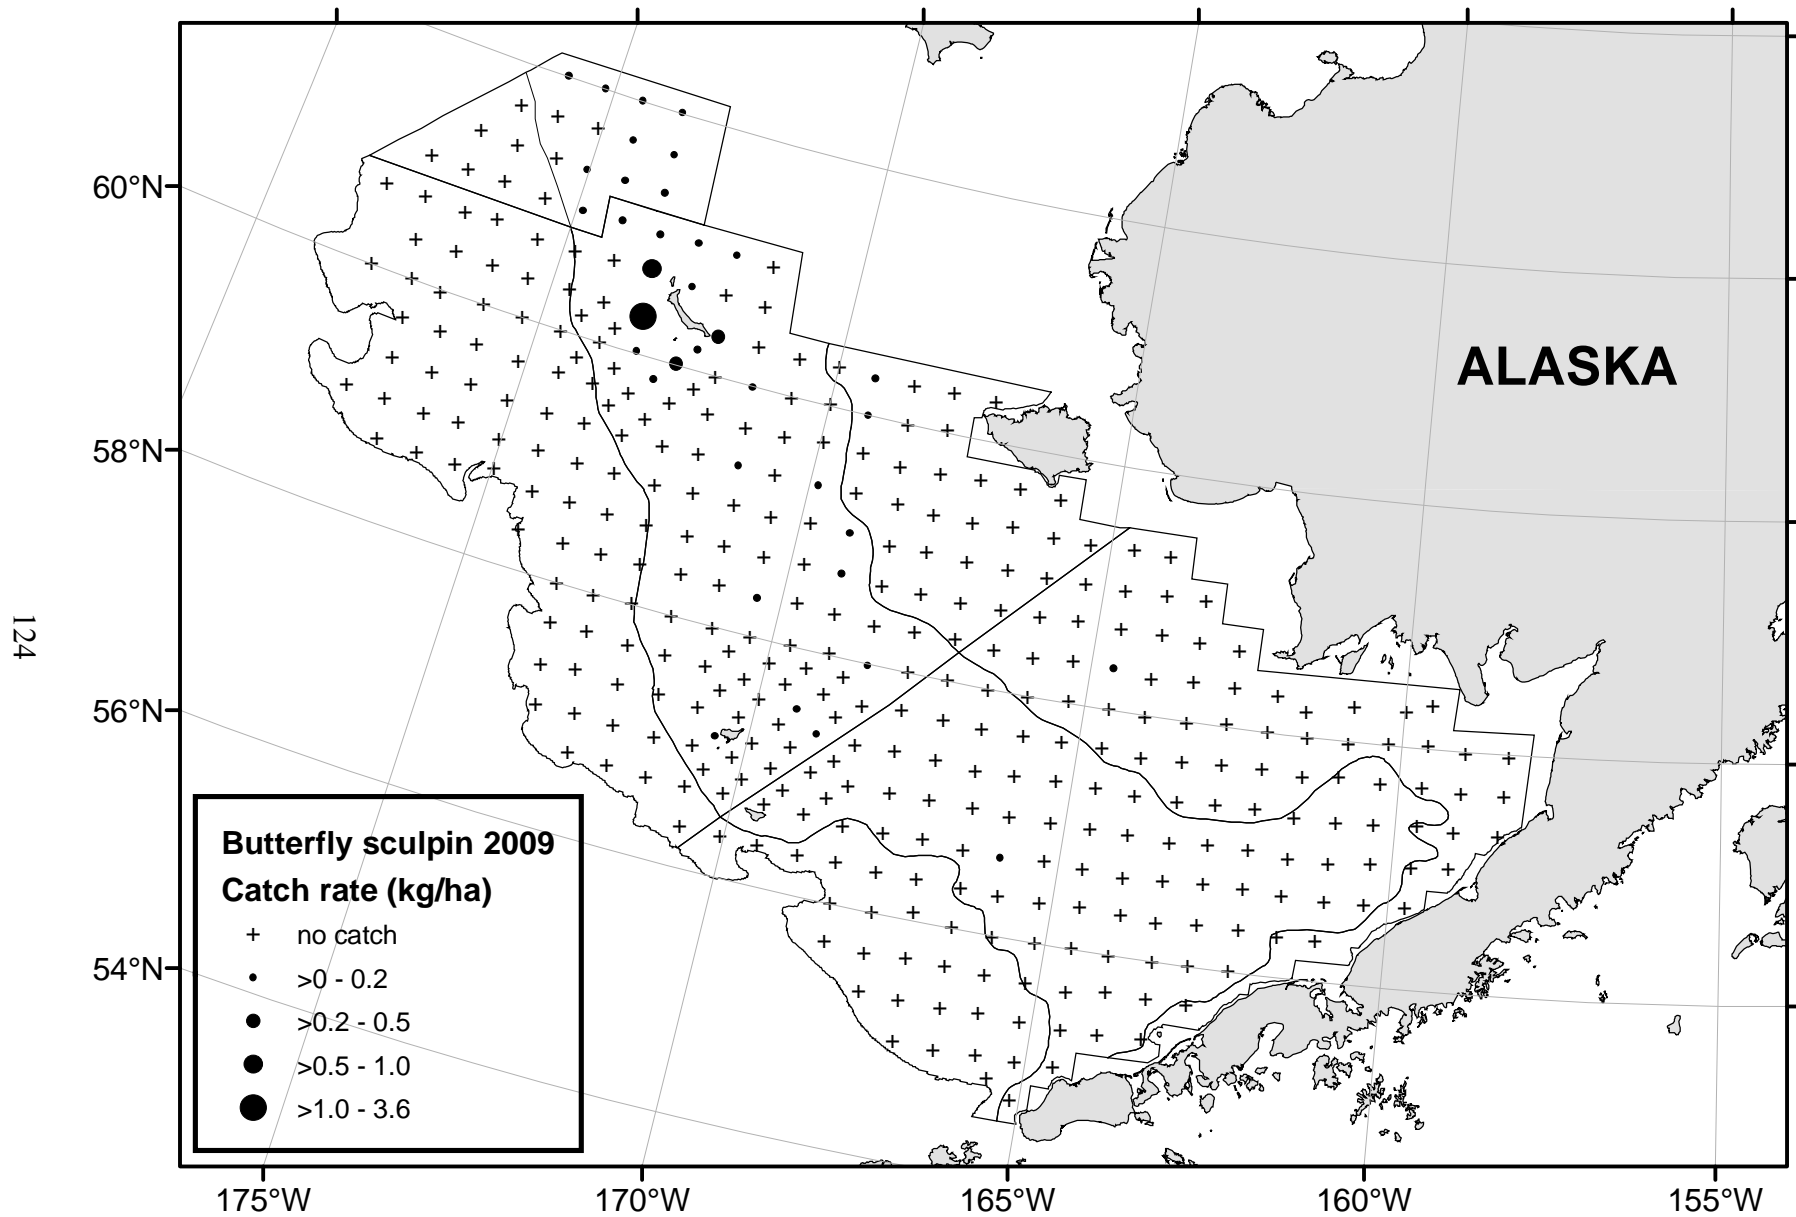 60°N
58°N
56°N
54°N
ALASKA
124
Butterfly sculpin 2009
Catch rate (kg/ha)
no catch
>0 - 0.2
>0.2 - 0.5
>0.5 - 1.0
>1.0 - 3.6
175°W 170°W 165°W 160°W 155°W